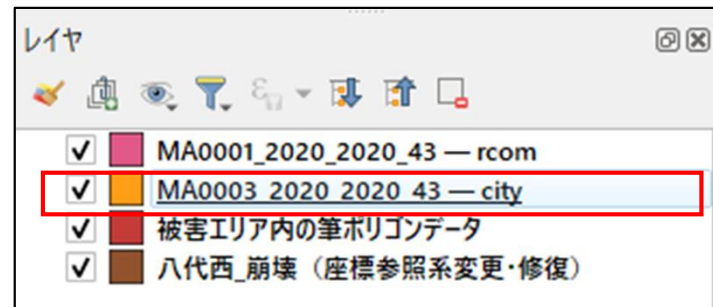 レイヤ
MA0001_2020_2020_43 — rcom
MA0003_2020_2020_43 — city
被害エリア内の筆ポリゴンデータ
八代西_崩壊（座標参照系変更・修復）